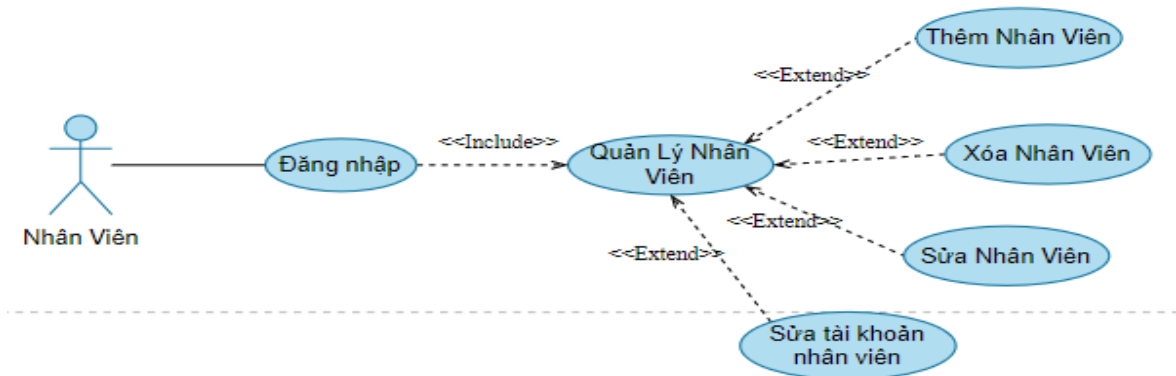 Thêm Nhân Viên
<<Extend>>
<<Include>>
<<Extend>>
Đăng nhập
Quản Lý Nhân
Viên
Xóa Nhân Viên
Nhân Viên
<<Extend>>
<<Extend>>
Sửa Nhân Viên
Sửa tài khoản
nhân viên